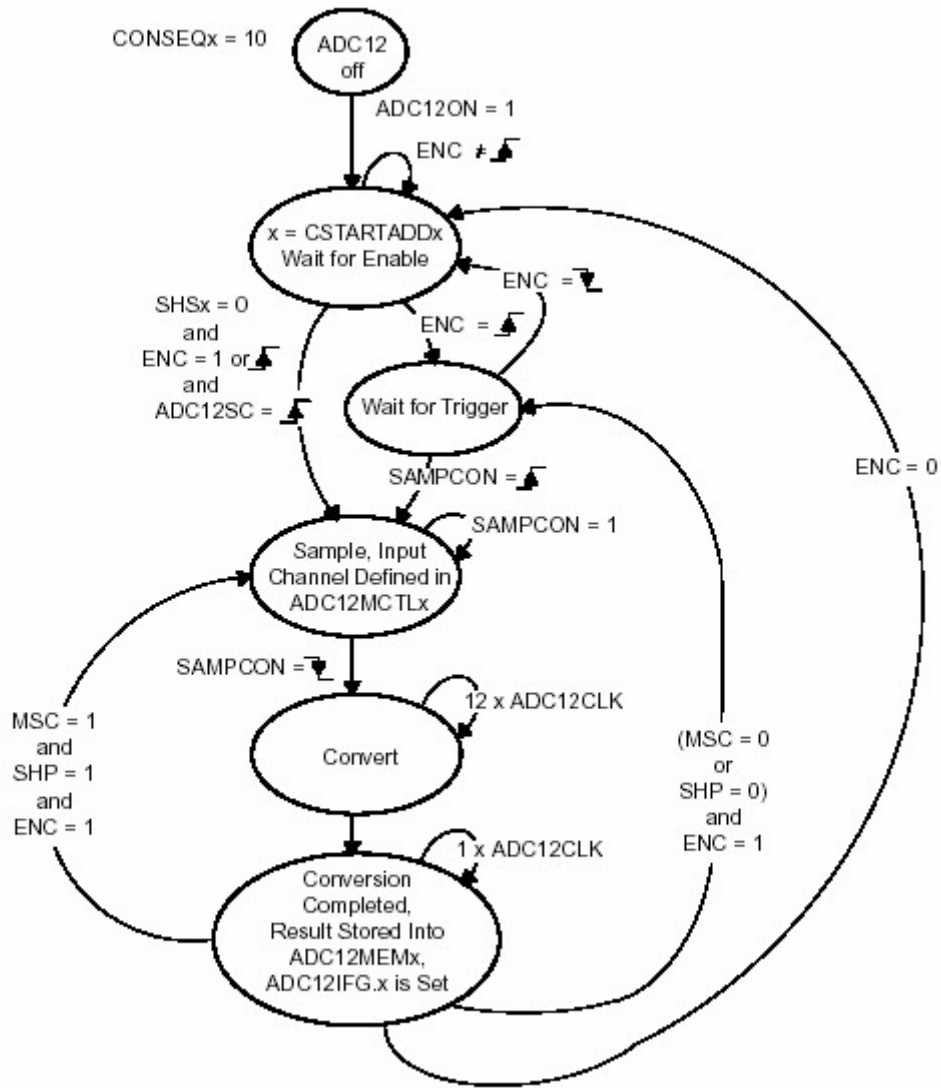 CONSEQx = 10
ADC12
off
ADC12ON = 1
ENC ≠
x = CSTARTADDx
Wait for Enable
ENC =
SHSx = 0
and
ENC = 1 or
and
ADC12SC =
ENC =
Wait for Trigger
ENC = 0
SAMPCON =
SAMPCON = 1
Sample, Input
Channel Defined in
ADC12MCTLx
SAMPCON =
12 x ADC12CLK
MSC = 1
and
SHP = 1
and
ENC = 1
Convert
(MSC = 0
or
SHP = 0)
and
ENC = 1
1 x ADC12CLK
Conversion
Completed,
Result Stored Into
ADC12MEMx,
ADC12IFG.x is Set